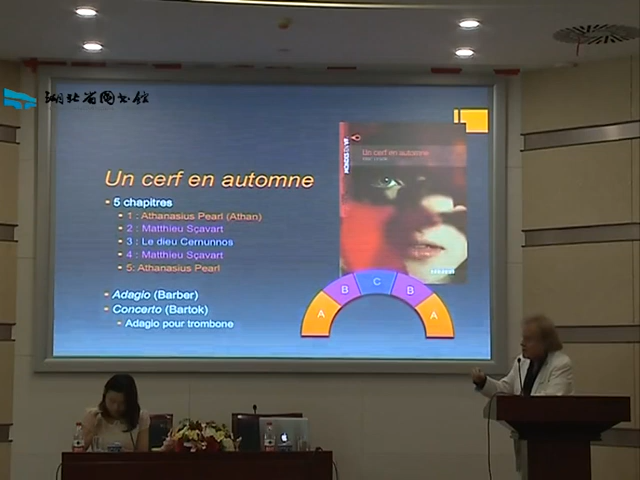 湖北省图书馆
Un cerf en automne
5 chapitres
1 : Athanasius Pearl (Athan)
2 : Matthieu Sçavart
3 : Le dieu Cernunnos
4 : Matthieu Sçavart
5: Athanasius Pearl
Adagio (Barber)
Concerto (Bartok)
Adagio pour trombone
Un cerf en automne
A B C B A